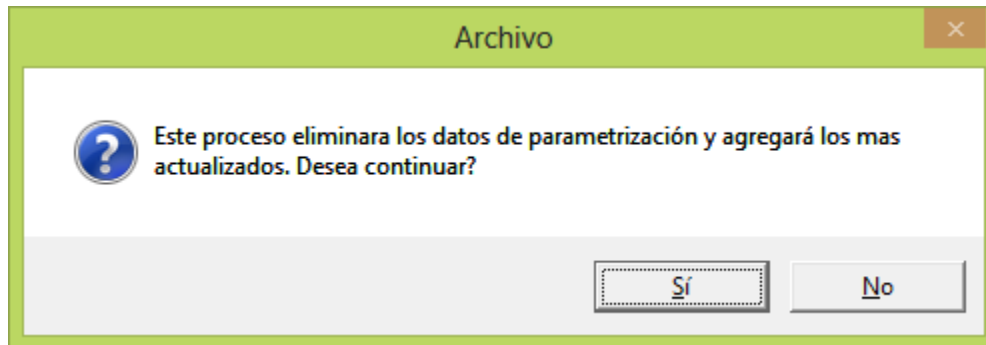 Archivo
Este proceso eliminara los datos de parametrización y agregará los mas
actualizados. Desea continuar?
Sí
No